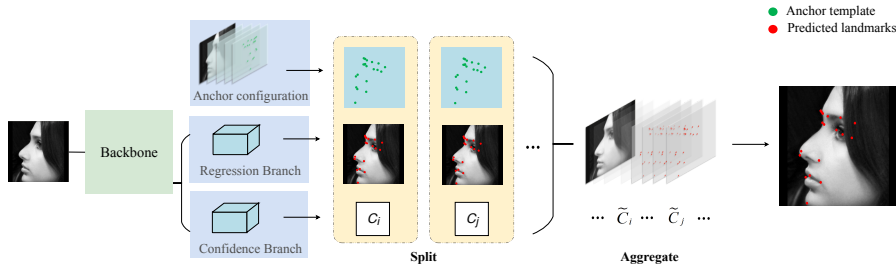 Anchor template
Predicted landmarks
Anchor configuration
Backbone
Regression Branch
Confidence Branch
C_i
C_j
...
... C̃_i ... C̃_j ...
Split
Aggregate